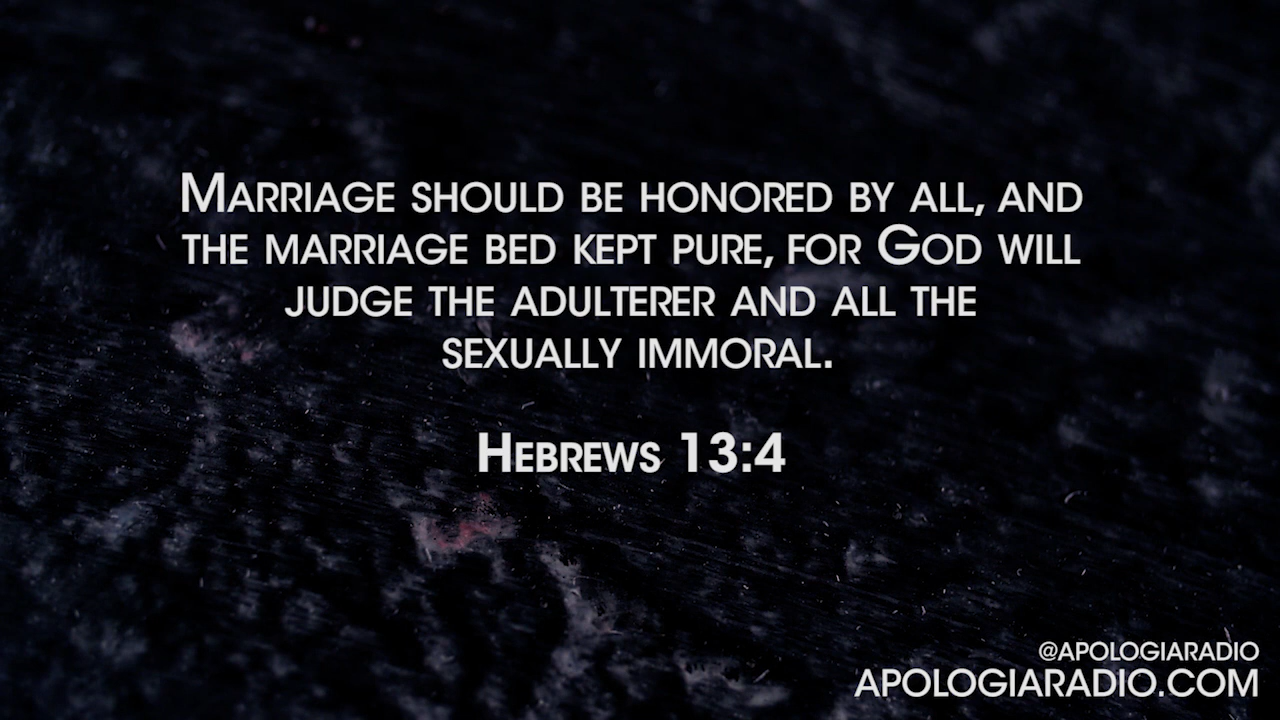 Marriage should be honored by all, and
the marriage bed kept pure, for God will
judge the adulterer and all the
sexually immoral.
Hebrews 13:4
@APOLOGIARADIO
APOLOGIARADIO.COM